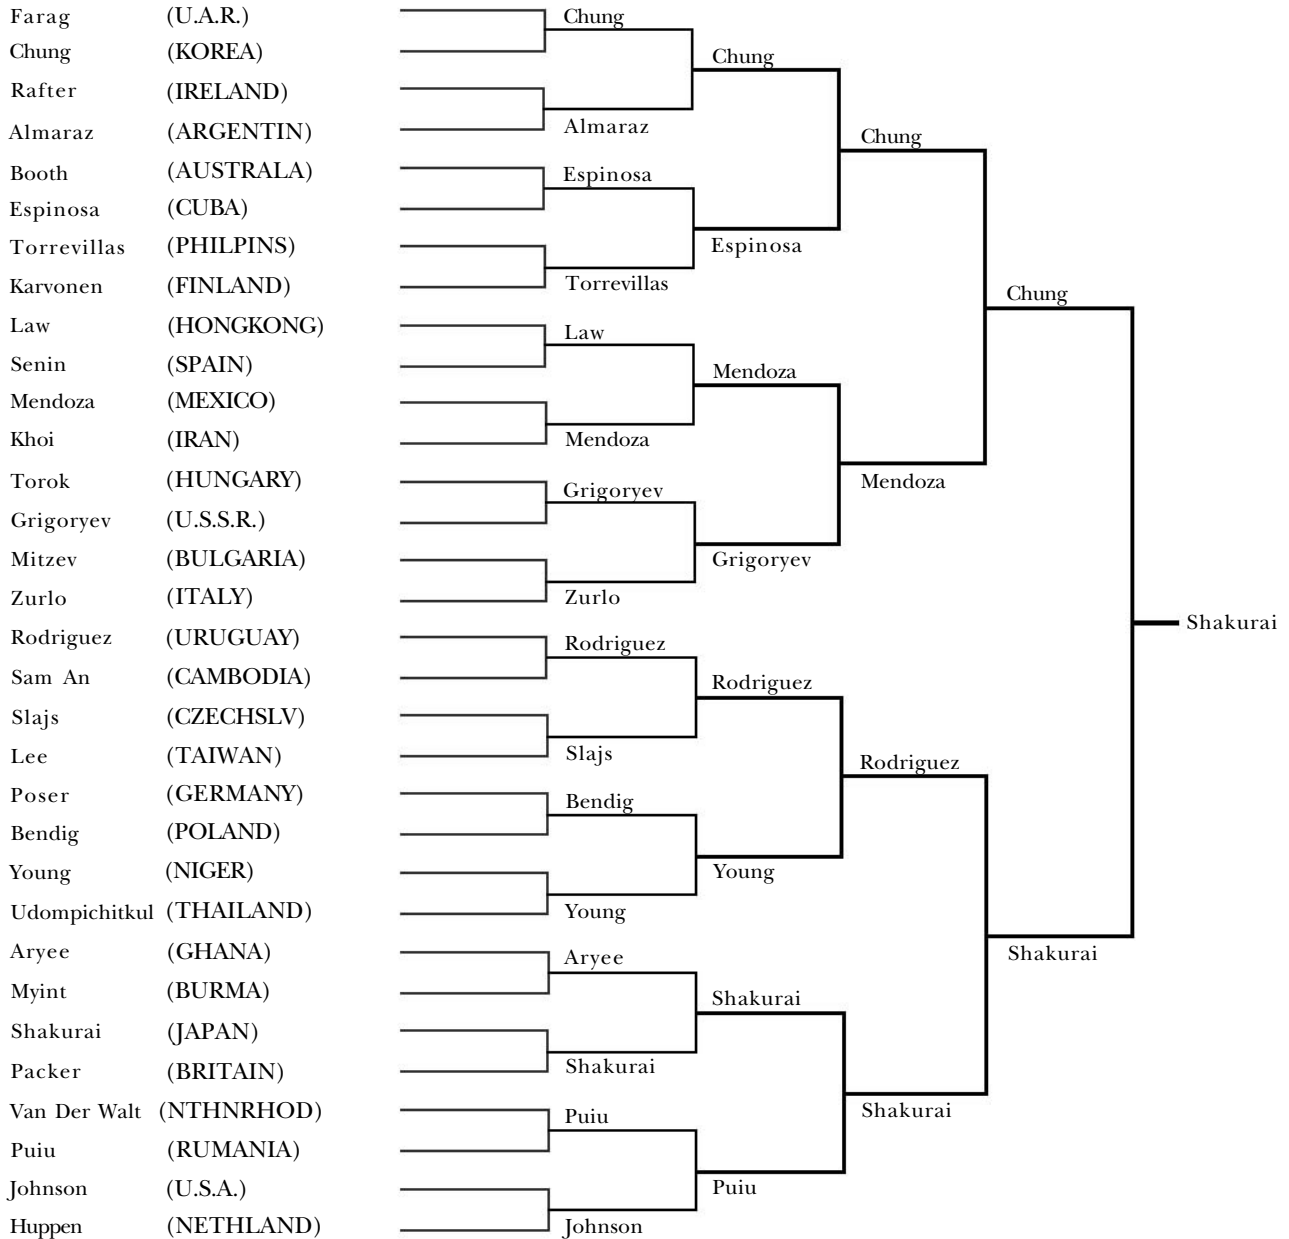 Farag (U.A.R.)
Chung (KOREA)
Rafter (IRELAND)
Almaraz (ARGENTIN)
Booth (AUSTRALA)
Espinosa (CUBA)
Torrevillas (PHILPINS)
Karvonen (FINLAND)
Law (HONGKONG)
Senin (SPAIN)
Mendoza (MEXICO)
Khoi (IRAN)
Torok (HUNGARY)
Grigoryev (U.S.S.R.)
Mitzev (BULGARIA)
Zurlo (ITALY)
Rodriguez (URUGUAY)
Sam An (CAMBODIA)
Slajs (CZECHSLV)
Lee (TAIWAN)
Poser (GERMANY)
Bendig (POLAND)
Young (NIGER)
Udompichitkul (THAILAND)
Aryee (GHANA)
Myint (BURMA)
Shakurai (JAPAN)
Packer (BRITAIN)
Van Der Walt (NTHNRHOD)
Puiu (RUMANIA)
Johnson (U.S.A.)
Huppen (NETHLAND)
Chung
Almaraz
Espinosa
Torrevillas
Law
Mendoza
Grigoryev
Zurlo
Rodriguez
Slajs
Bendig
Young
Aryee
Shakurai
Puiu
Johnson
Chung
Espinosa
Mendoza
Grigoryev
Rodriguez
Young
Shakurai
Puiu
Chung
Mendoza
Rodriguez
Shakurai
Chung
Shakurai
Shakurai